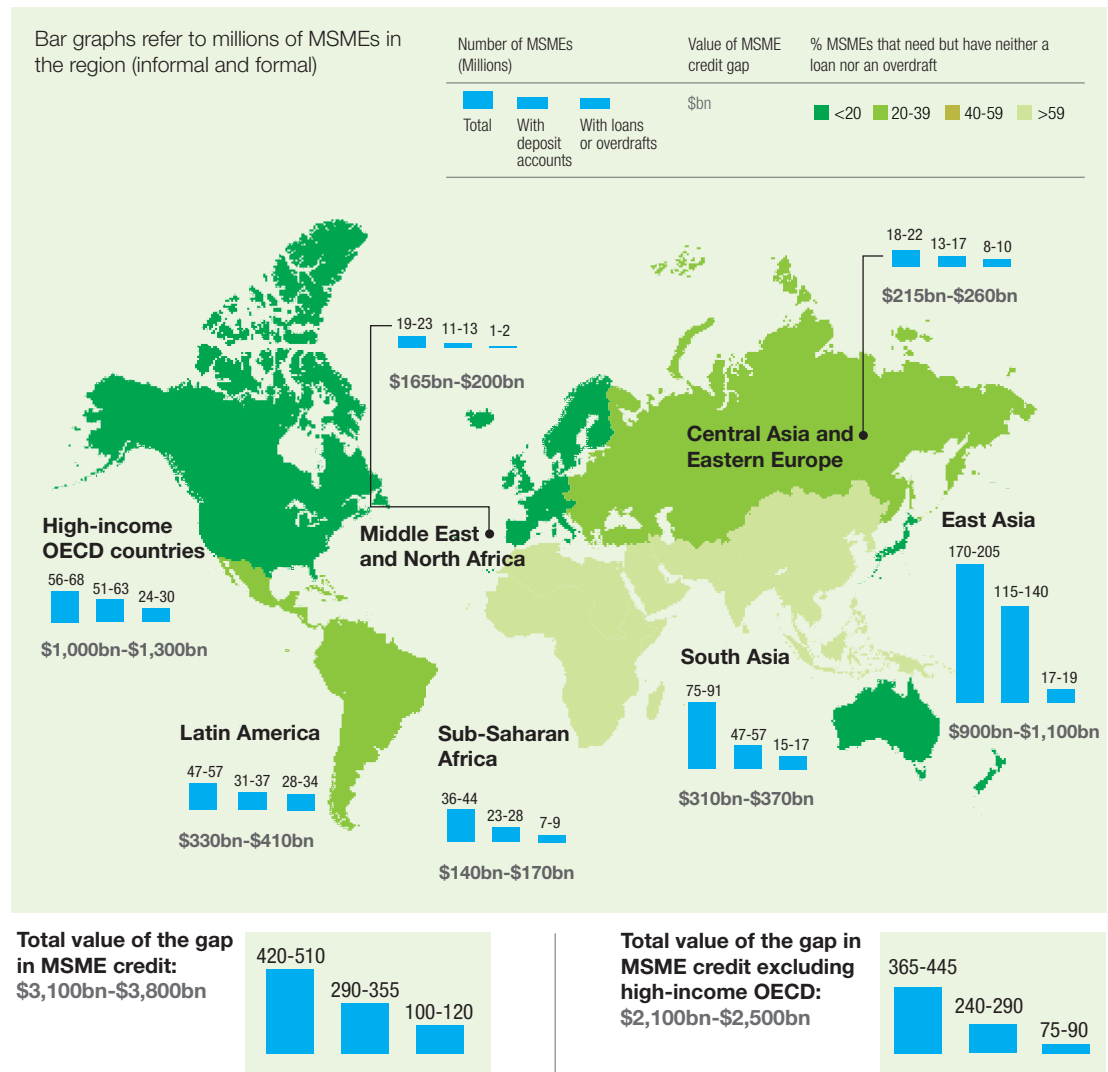 Bar graphs refer to millions of MSMEs in
the region (informal and formal)
Number of MSMEs
(Millions)
Value of MSME
credit gap
% MSMEs that need but have neither a
loan nor an overdraft
Total
With
deposit
accounts
With loans
or overdrafts
$bn
<20 20-39 40-59 >59
18-22 13-17 8-10
$215bn-$260bn
19-23 11-13 1-2
$165bn-$200bn
Central Asia and
Eastern Europe
High-income
OECD countries
56-68 51-63 24-30
$1,000bn-$1,300bn
Middle East
and North Africa
East Asia
170-205
115-140
17-19
$900bn-$1,100bn
South Asia
75-91
47-57 15-17
$310bn-$370bn
Latin America
47-57 31-37 28-34
$330bn-$410bn
Sub-Saharan
Africa
36-44
23-28 7-9
$140bn-$170bn
Total value of the gap
in MSME credit:
$3,100bn-$3,800bn
420-510
290-355
100-120
Total value of the gap in
MSME credit excluding
high-income OECD:
$2,100bn-$2,500bn
365-445
240-290
75-90